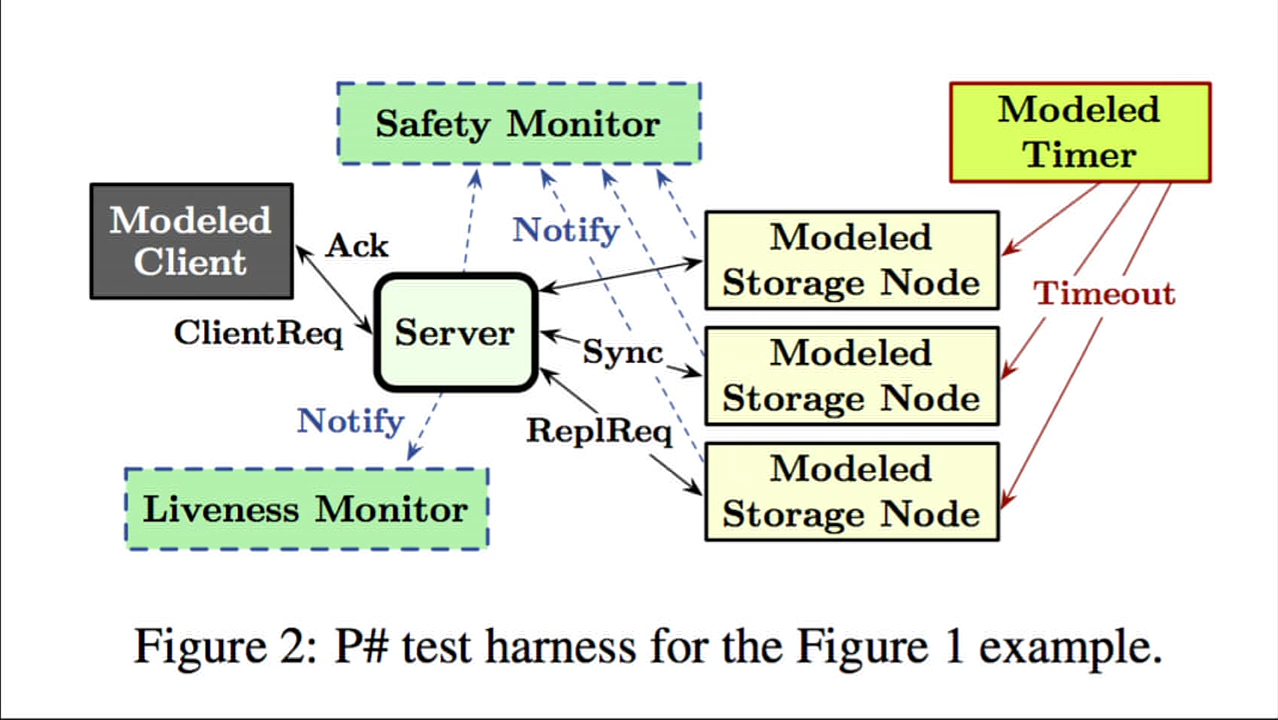 Safety Monitor
Modeled
Timer
Modeled
Client
Ack
Notify
Modeled
Storage Node
ClientReq
Server
Timeout
Sync
Modeled
Storage Node
Notify
ReplReq
Modeled
Storage Node
Liveness Monitor
Figure 2: P# test harness for the Figure 1 example.